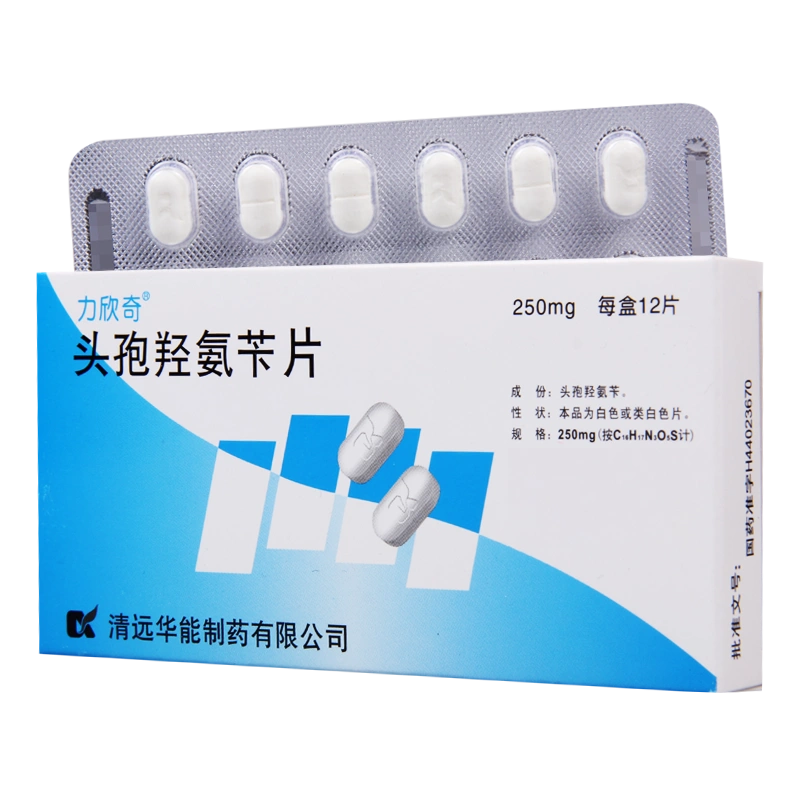 力欣奇®
头孢羟氨苄片
250mg 每盒12片
成 份：头孢羟氨苄。
性 状：本品为白色或类白色片。
规 格：250mg(按C₁₆H₁₇N₃O₅S计)
清远华能制药有限公司
批准文号：国药准字H44023670